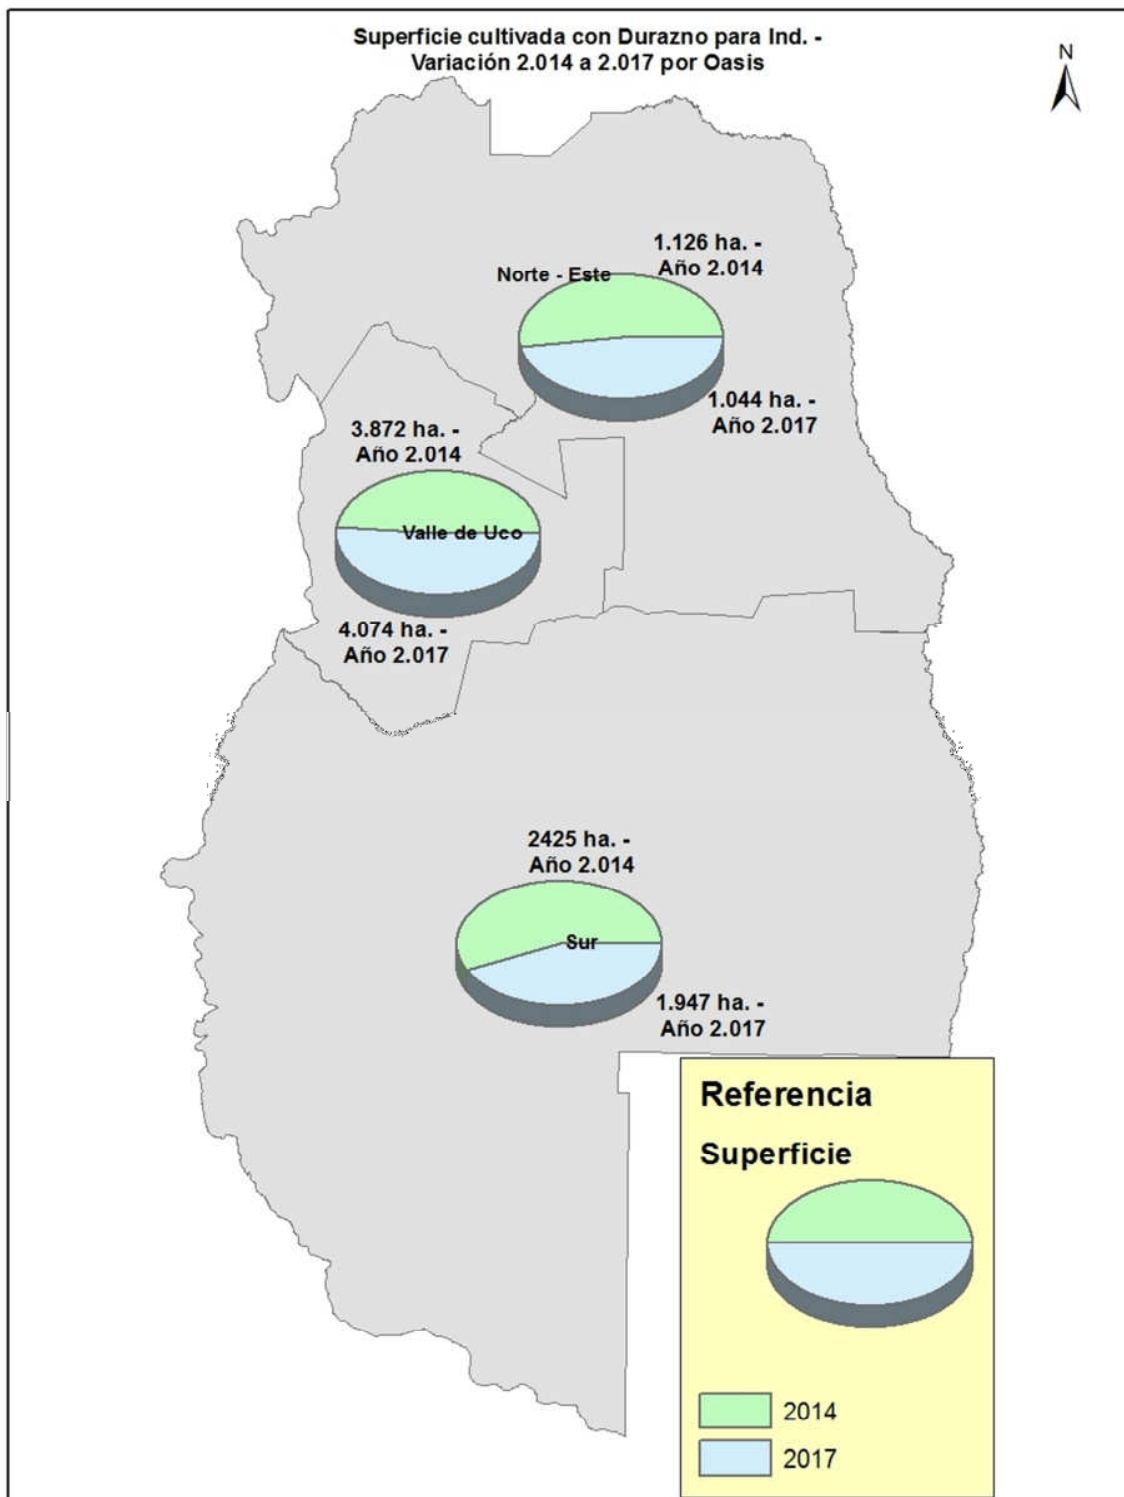 Superficie cultivada con Durazno para Ind. -
Variación 2.014 a 2.017 por Oasis
N
1.126 ha. -
Año 2.014
Norte - Este
1.044 ha. -
Año 2.017
3.872 ha. -
Año 2.014
Valle de Uco
4.074 ha. -
Año 2.017
2425 ha. -
Año 2.014
Sur
1.947 ha. -
Año 2.017
Referencia
Superficie
2014
2017